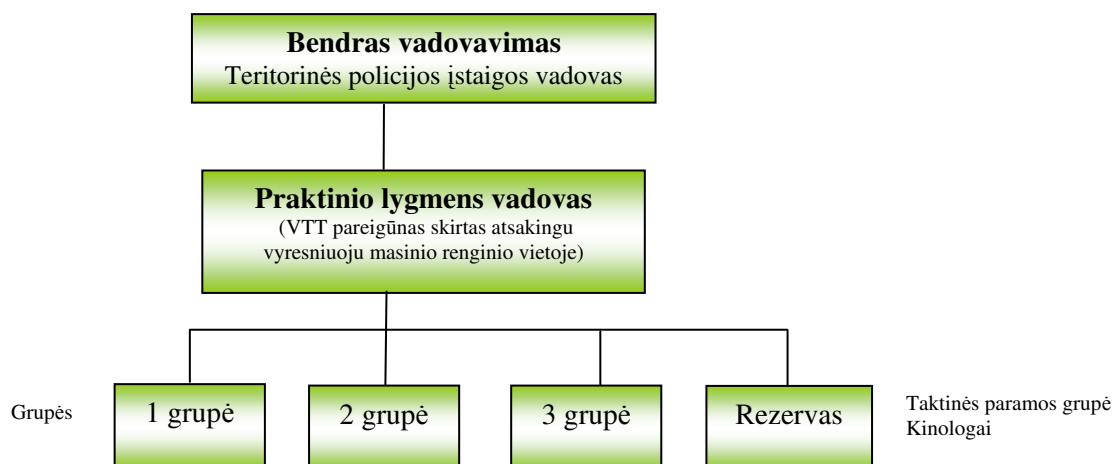 Bendras vadovavimas
Teritorinės policijos įstaigos vadovas
Praktinio lygmens vadovas
(VTT pareigūnas skirtas atsakingu
vyresniuoju masinio renginio vietoje)
Grupės
1 grupė
2 grupė
3 grupė
Rezervas
Taktinės paramos grupė
Kinologai